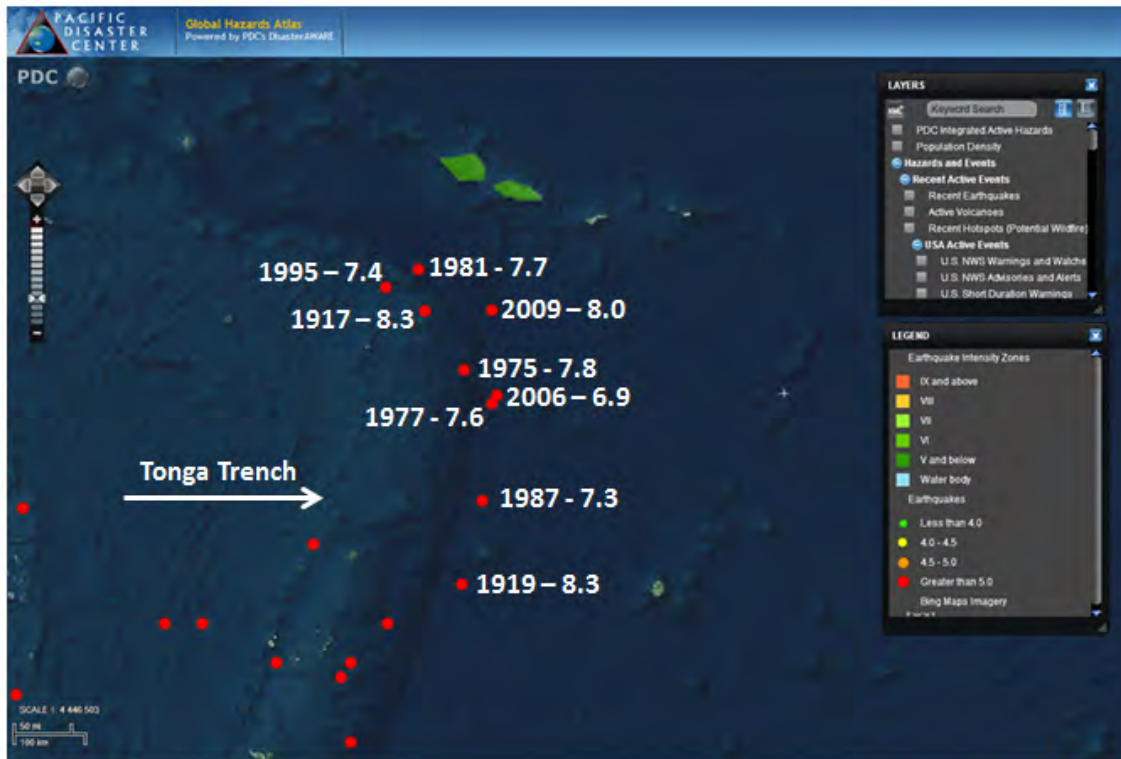 PACIFIC
DISASTER
CENTER
Global Hazards Atlas
Powered by PDC's DisasterAWARE
PDC
LAYERS
Keyword Search
PDC Integrated Active Hazards
Population Density
Hazards and Events
Recent Active Events
Recent Earthquakes
Active Volcanoes
Recent Hotspots (Potential Wildfire)
USA Active Events
U.S. NWS Warnings and Watche
U.S. NWS Advisories and Alerts
U.S. Short Duration Warnings
1995 – 7.4
1981 - 7.7
1917 – 8.3
2009 – 8.0
1975 - 7.8
2006 – 6.9
1977 - 7.6
Tonga Trench
1987 - 7.3
1919 – 8.3
LEGEND
Earthquake Intensity Zones
IX and above
VIII
VII
VI
V and below
Water body
Earthquakes
Less than 4.0
4.0 - 4.5
4.5 - 5.0
Greater than 5.0
Bing Maps Imagery
SCALE 1: 4 446 503
50 mi
100 km